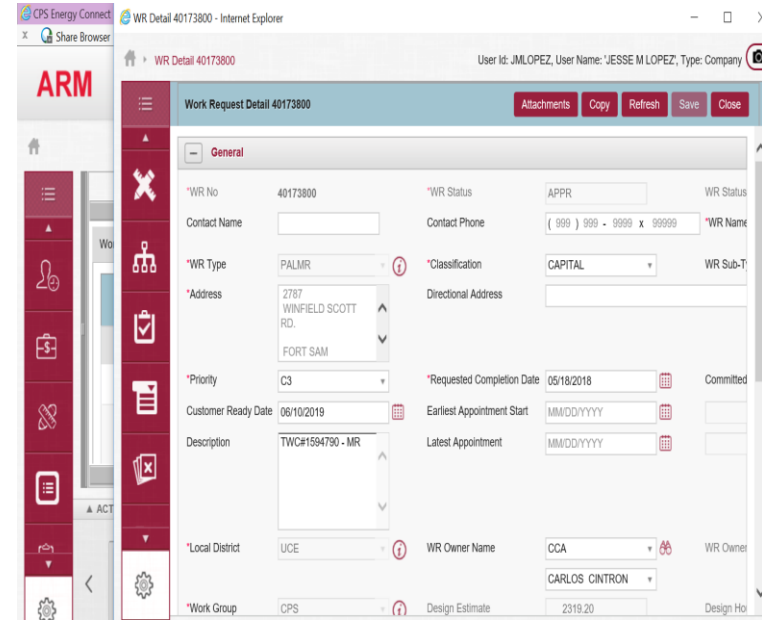 CPS Energy Connect
WR Detail 40173800 - Internet Explorer
x Share Browser
WR Detail 40173800
User Id: JMLOPEZ, User Name: 'JESSE M LOPEZ', Type: Company
ARM
Work Request Detail 40173800
Attachments Copy Refresh Save Close
General
*WR No 40173800 *WR Status APPR WR Status
Contact Name Contact Phone ( 999 ) 999 - 9999 x 99999 *WR Name
Wo
*WR Type PALMR *Classification CAPITAL WR Sub-Ty
*Address 2787 Directional Address
WINFIELD SCOTT
RD.
FORT SAM
*Priority C3 *Requested Completion Date 05/18/2018 Committed
Customer Ready Date 06/10/2019 Earliest Appointment Start MM/DD/YYYY
Description TWC#1594790 - MR Latest Appointment MM/DD/YYYY
ACT
*Local District UCE WR Owner Name CCA WR Owner
CARLOS CINTRON
*Work Group CPS Design Estimate 2319.20 Design Ho